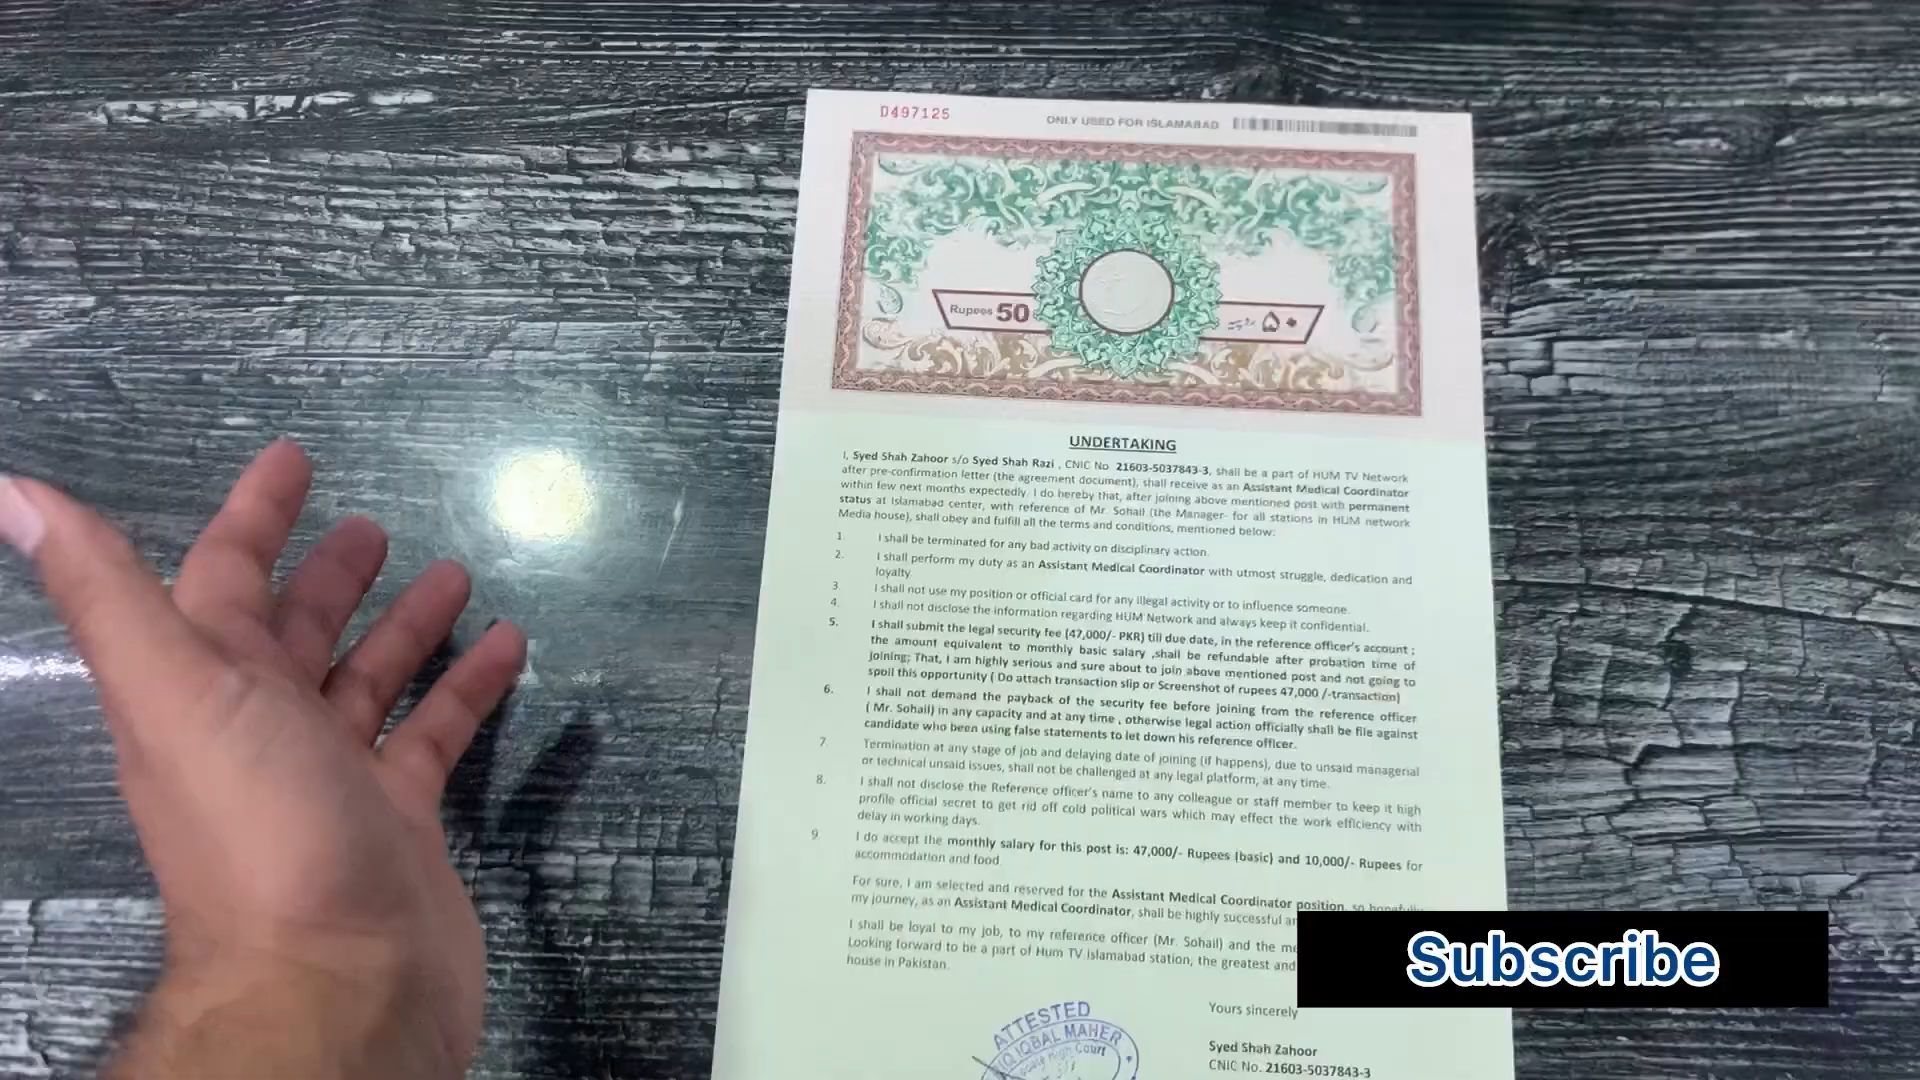 D497125
ONLY USED FOR ISLAMABAD
Rupees 50
۵۰
UNDERTAKING
I, Syed Shah Zahoor s/o Syed Shah Razi , CNIC No 21603-5037843-3, shall be a part of HUM TV Network
after pre-confirmation letter (the agreement document), shall receive as an Assistant Medical Coordinator
within few next months expectedly. I do hereby that, after joining above mentioned post with permanent
status at Islamabad center, with reference of Mr. Sohail (the Manager- for all stations in HUM network
Media house), shall obey and fulfill all the terms and conditions, mentioned below:
1. I shall be terminated for any bad activity on disciplinary action.
2. I shall perform my duty as an Assistant Medical Coordinator with utmost struggle, dedication and
loyalty
3. I shall not use my position or official card for any illegal activity or to influence someone.
4. I shall not disclose the information regarding HUM Network and always keep it confidential.
5. I shall submit the legal security fee (47,000/- PKR) till due date, in the reference officer's account ;
the amount equivalent to monthly basic salary ,shall be refundable after probation time of
joining; That, I am highly serious and sure about to join above mentioned post and not going to
spoil this opportunity ( Do attach transaction slip or Screenshot of rupees 47,000 /-transaction)
6. I shall not demand the payback of the security fee before joining from the reference officer
( Mr. Sohail) in any capacity and at any time , otherwise legal action officially shall be file against
candidate who been using false statements to let down his reference officer.
7. Termination at any stage of job and delaying date of joining (if happens), due to unsaid managerial
or technical unsaid issues, shall not be challenged at any legal platform, at any time.
8. I shall not disclose the Reference officer's name to any colleague or staff member to keep it high
profile official secret to get rid off cold political wars which may effect the work efficiency with
delay in working days.
9. I do accept the monthly salary for this post is: 47,000/- Rupees (basic) and 10,000/- Rupees for
accommodation and food
For sure, I am selected and reserved for the Assistant Medical Coordinator position, so hopefully
my journey, as an Assistant Medical Coordinator, shall be highly successful
I shall be loyal to my job, to my reference officer (Mr. Sohail) and the
Looking forward to be a part of Hum TV Islamabad station, the greatest and
house in Pakistan.
Subscribe
Yours sincerely
ATTESTED
IQBAL MAHER
High Court
Syed Shah Zahoor
CNIC No. 21603-5037843-3